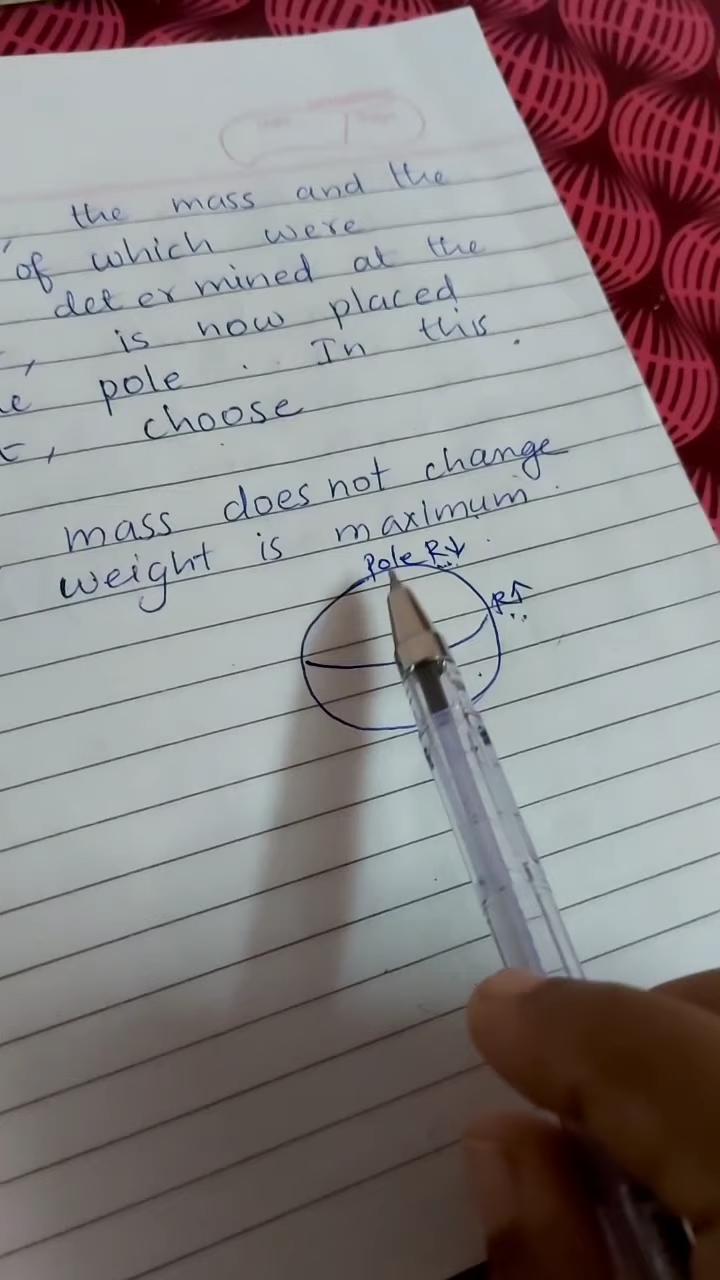 the mass and the
of which were
determined at the
, is now placed
pole. In this
, choose
mass does not change
weight is maximum.
Pole R↓
R↑